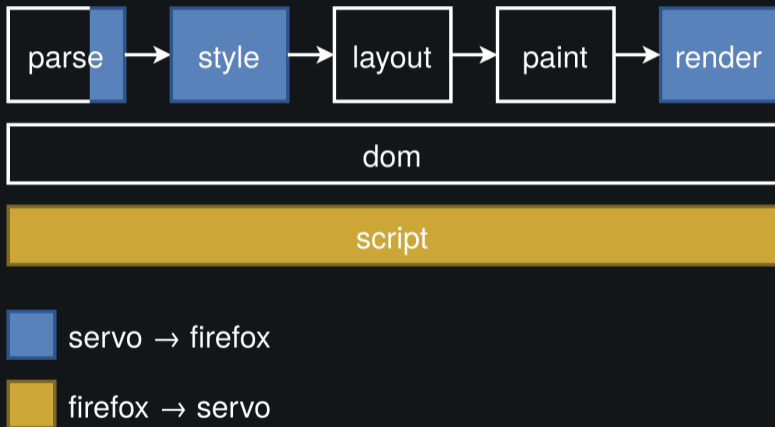 parse style layout paint render
dom
script
servo → firefox
firefox → servo